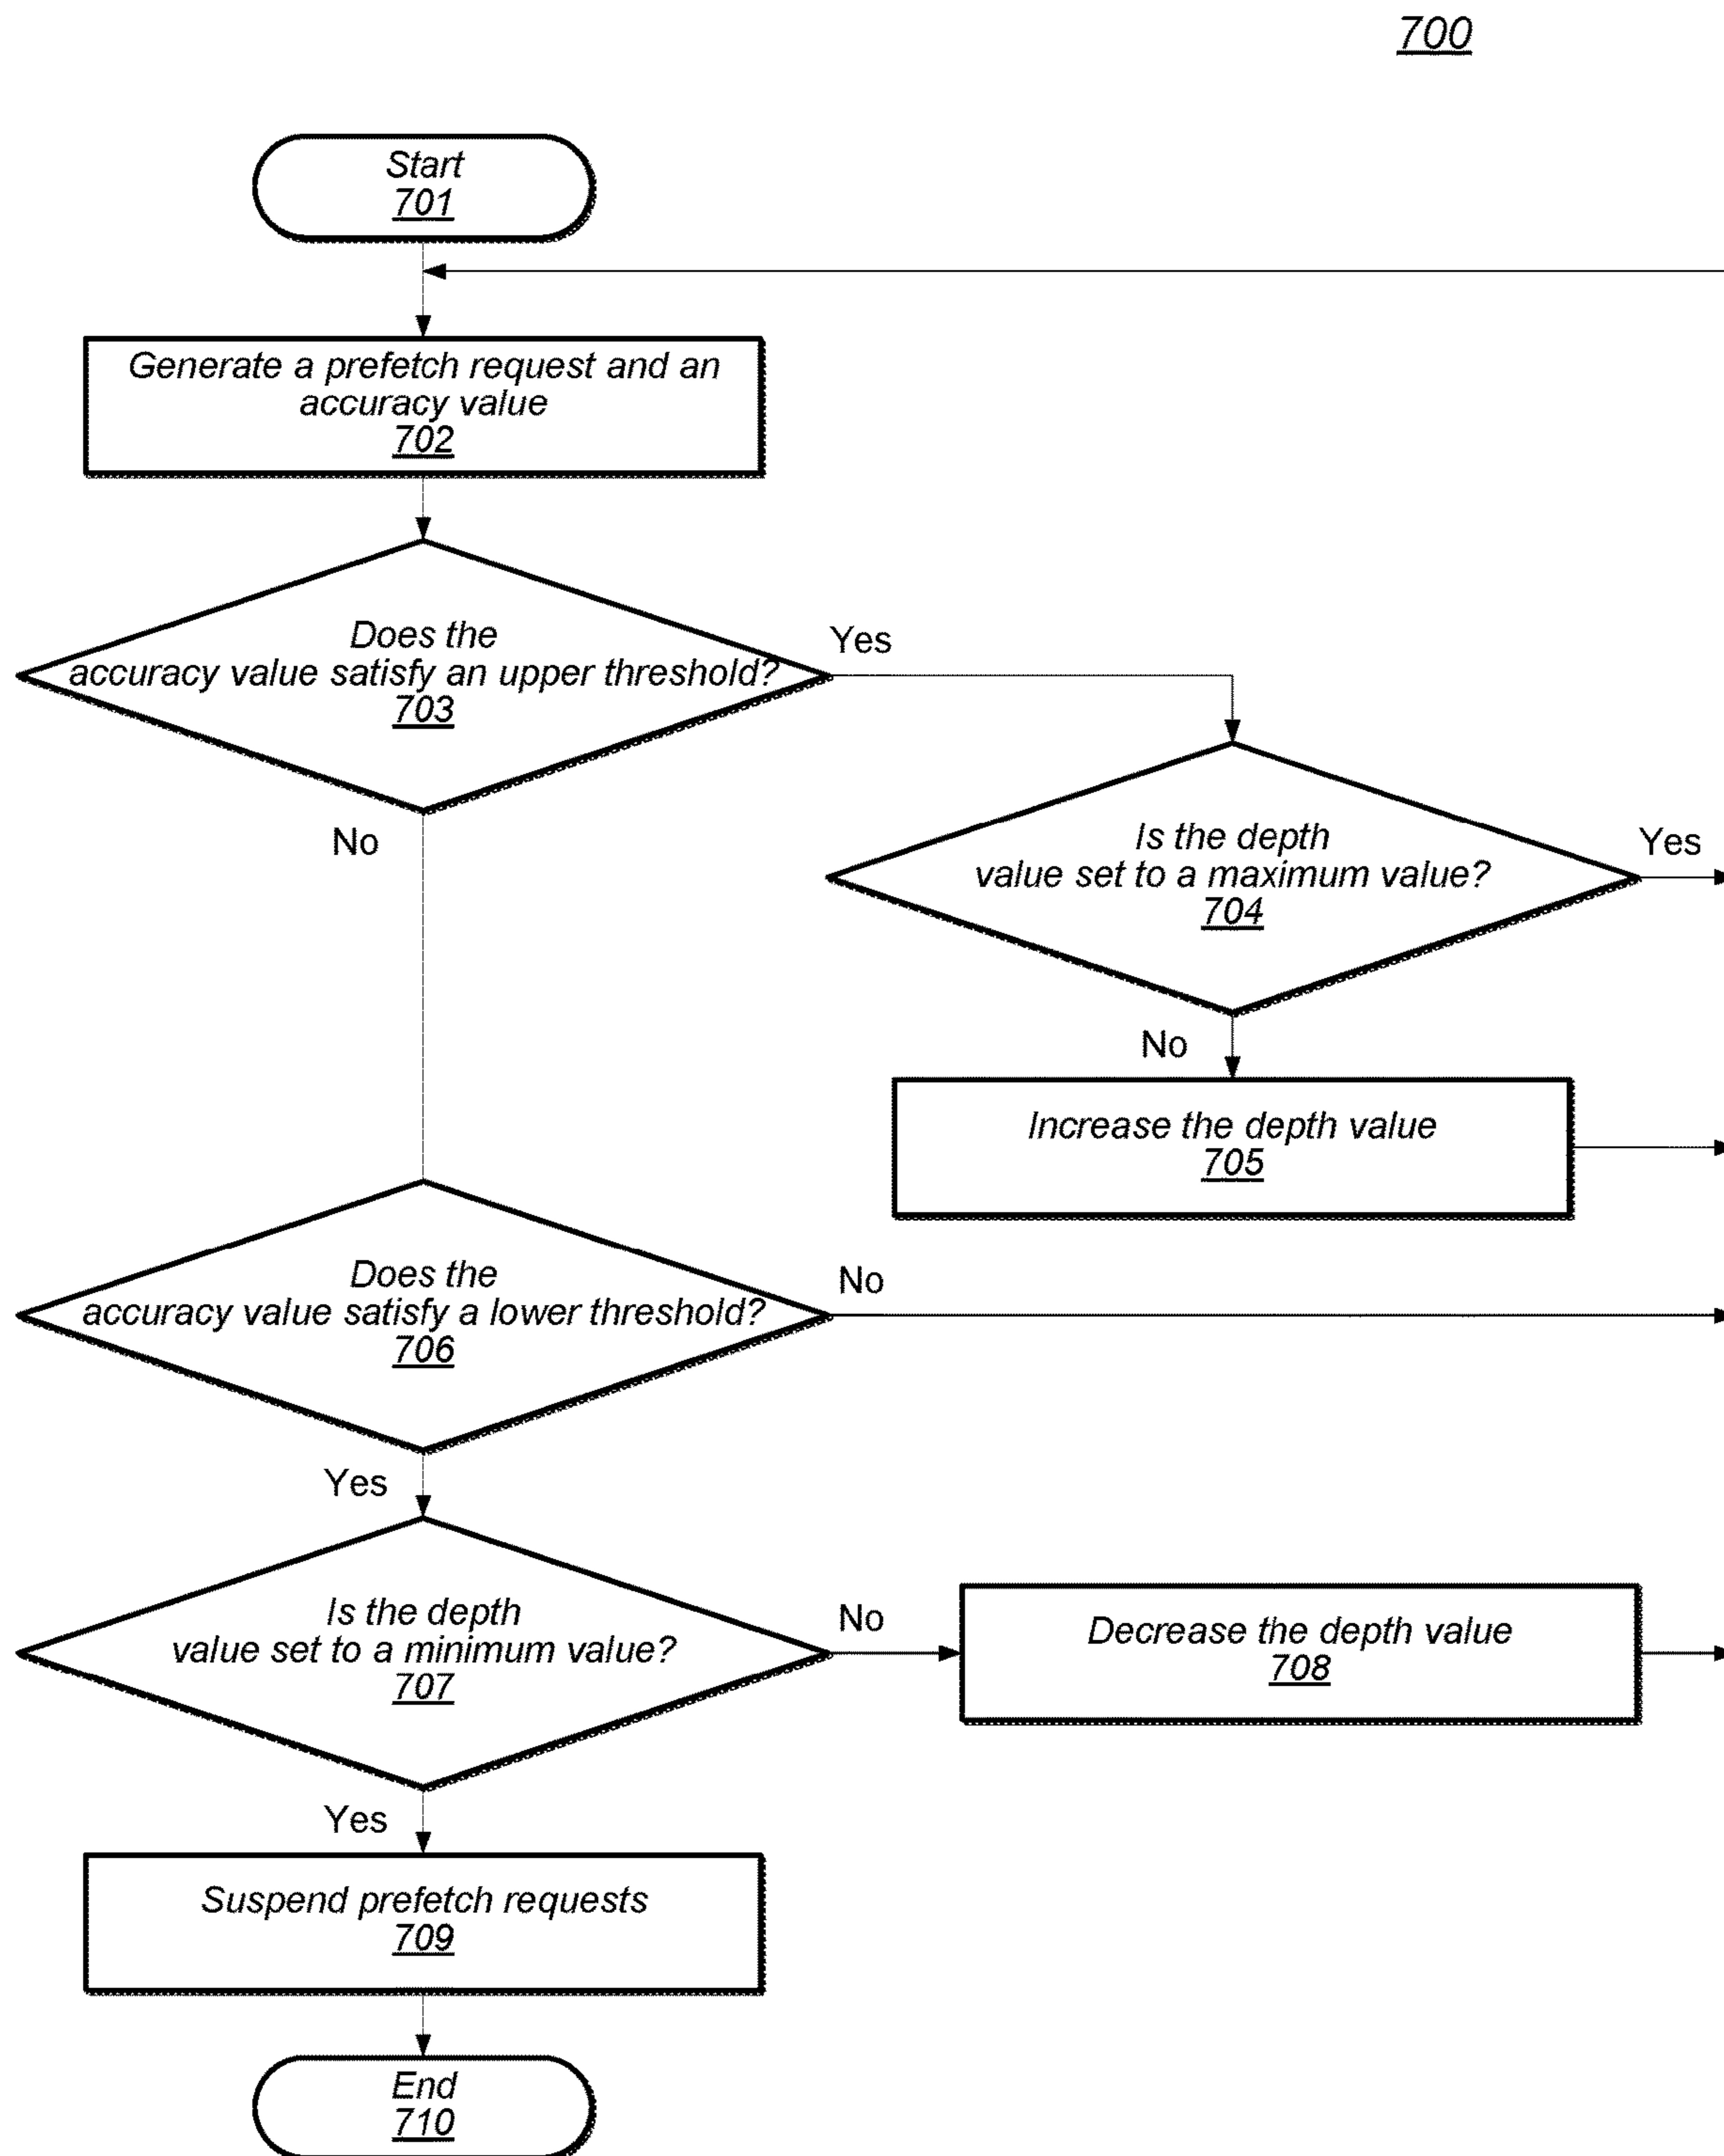 700
Start
701
Generate a prefetch request and an
accuracy value
702
Does the
accuracy value satisfy an upper threshold?
703
Yes
No
Is the depth
value set to a maximum value?
704
Yes
No
Increase the depth value
705
Does the
accuracy value satisfy a lower threshold?
706
No
Yes
Is the depth
value set to a minimum value?
707
No
Decrease the depth value
708
Yes
Suspend prefetch requests
709
End
710